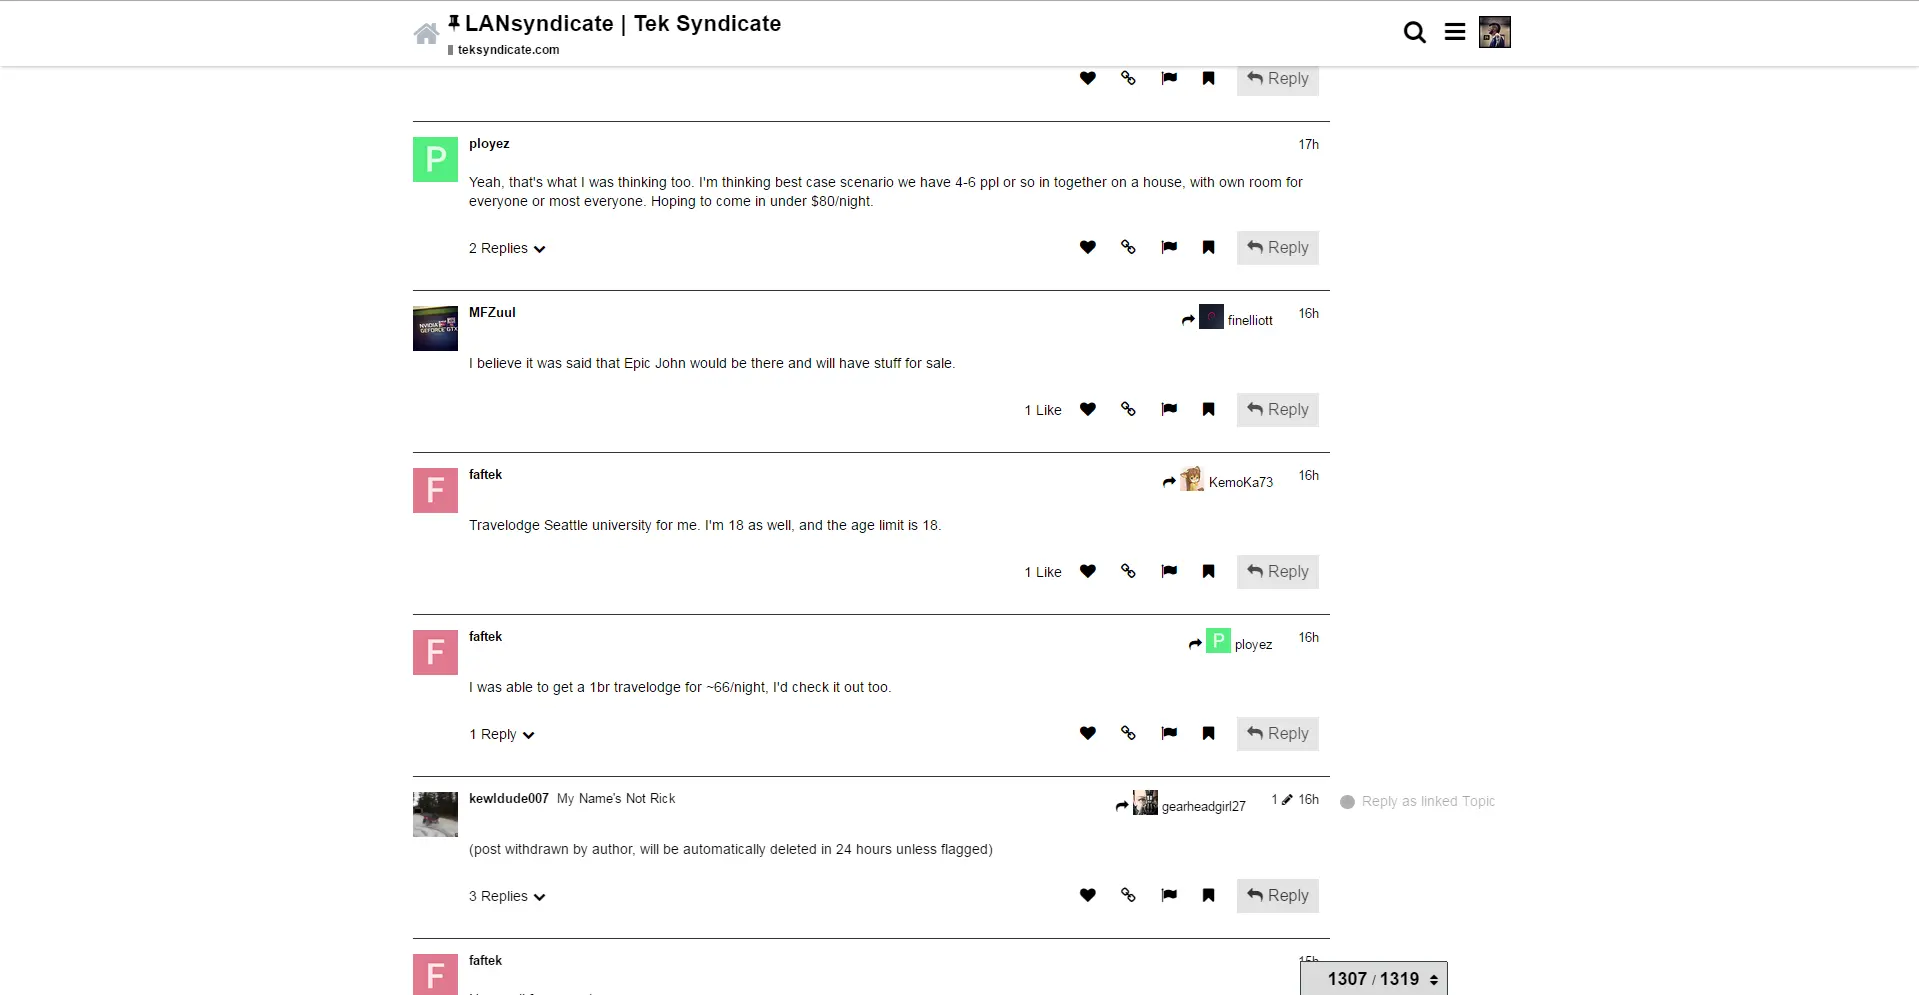 LANsyndicate | Tek Syndicate
teksyndicate.com
Reply
P
ployez
17h
Yeah, that's what I was thinking too. I'm thinking best case scenario we have 4-6 ppl or so in together on a house, with own room for
everyone or most everyone. Hoping to come in under $80/night.
2 Replies
Reply
NVIDIA
GEFORCE GTX
MFZuul
finelliott
16h
I believe it was said that Epic John would be there and will have stuff for sale.
1 Like
Reply
F
faftek
KemoKa73
16h
Travelodge Seattle university for me. I'm 18 as well, and the age limit is 18.
1 Like
Reply
F
faftek
P
ployez
16h
I was able to get a 1br travelodge for ~66/night, I'd check it out too.
1 Reply
Reply
kewldude007 My Name's Not Rick
gearheadgirl27
1
16h
Reply as linked Topic
(post withdrawn by author, will be automatically deleted in 24 hours unless flagged)
3 Replies
Reply
F
faftek
15h
1307 / 1319